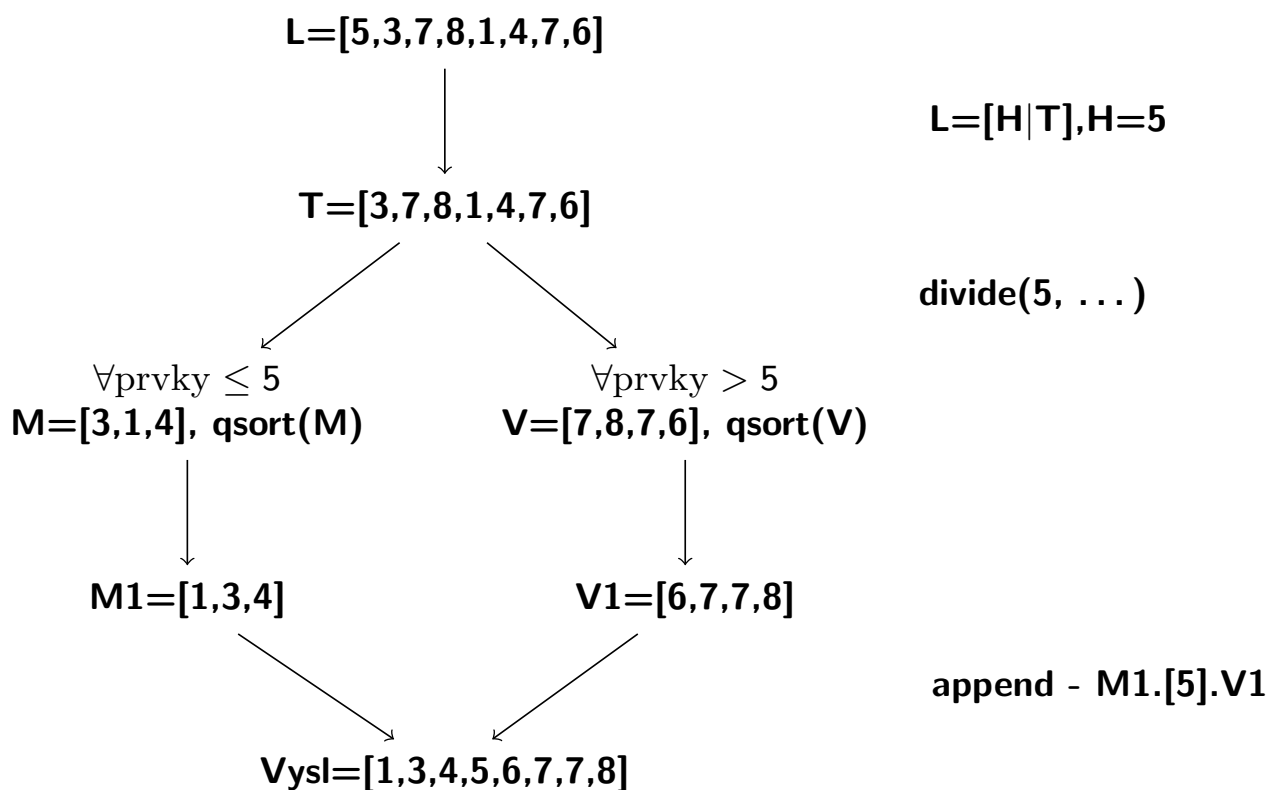 L=[5,3,7,8,1,4,7,6]
L=[H|T],H=5
T=[3,7,8,1,4,7,6]
divide(5, ...)
∀prvky ≤ 5
∀prvky > 5
M=[3,1,4], qsort(M)
V=[7,8,7,6], qsort(V)
M1=[1,3,4]
V1=[6,7,7,8]
append - M1.[5].V1
Vysl=[1,3,4,5,6,7,7,8]